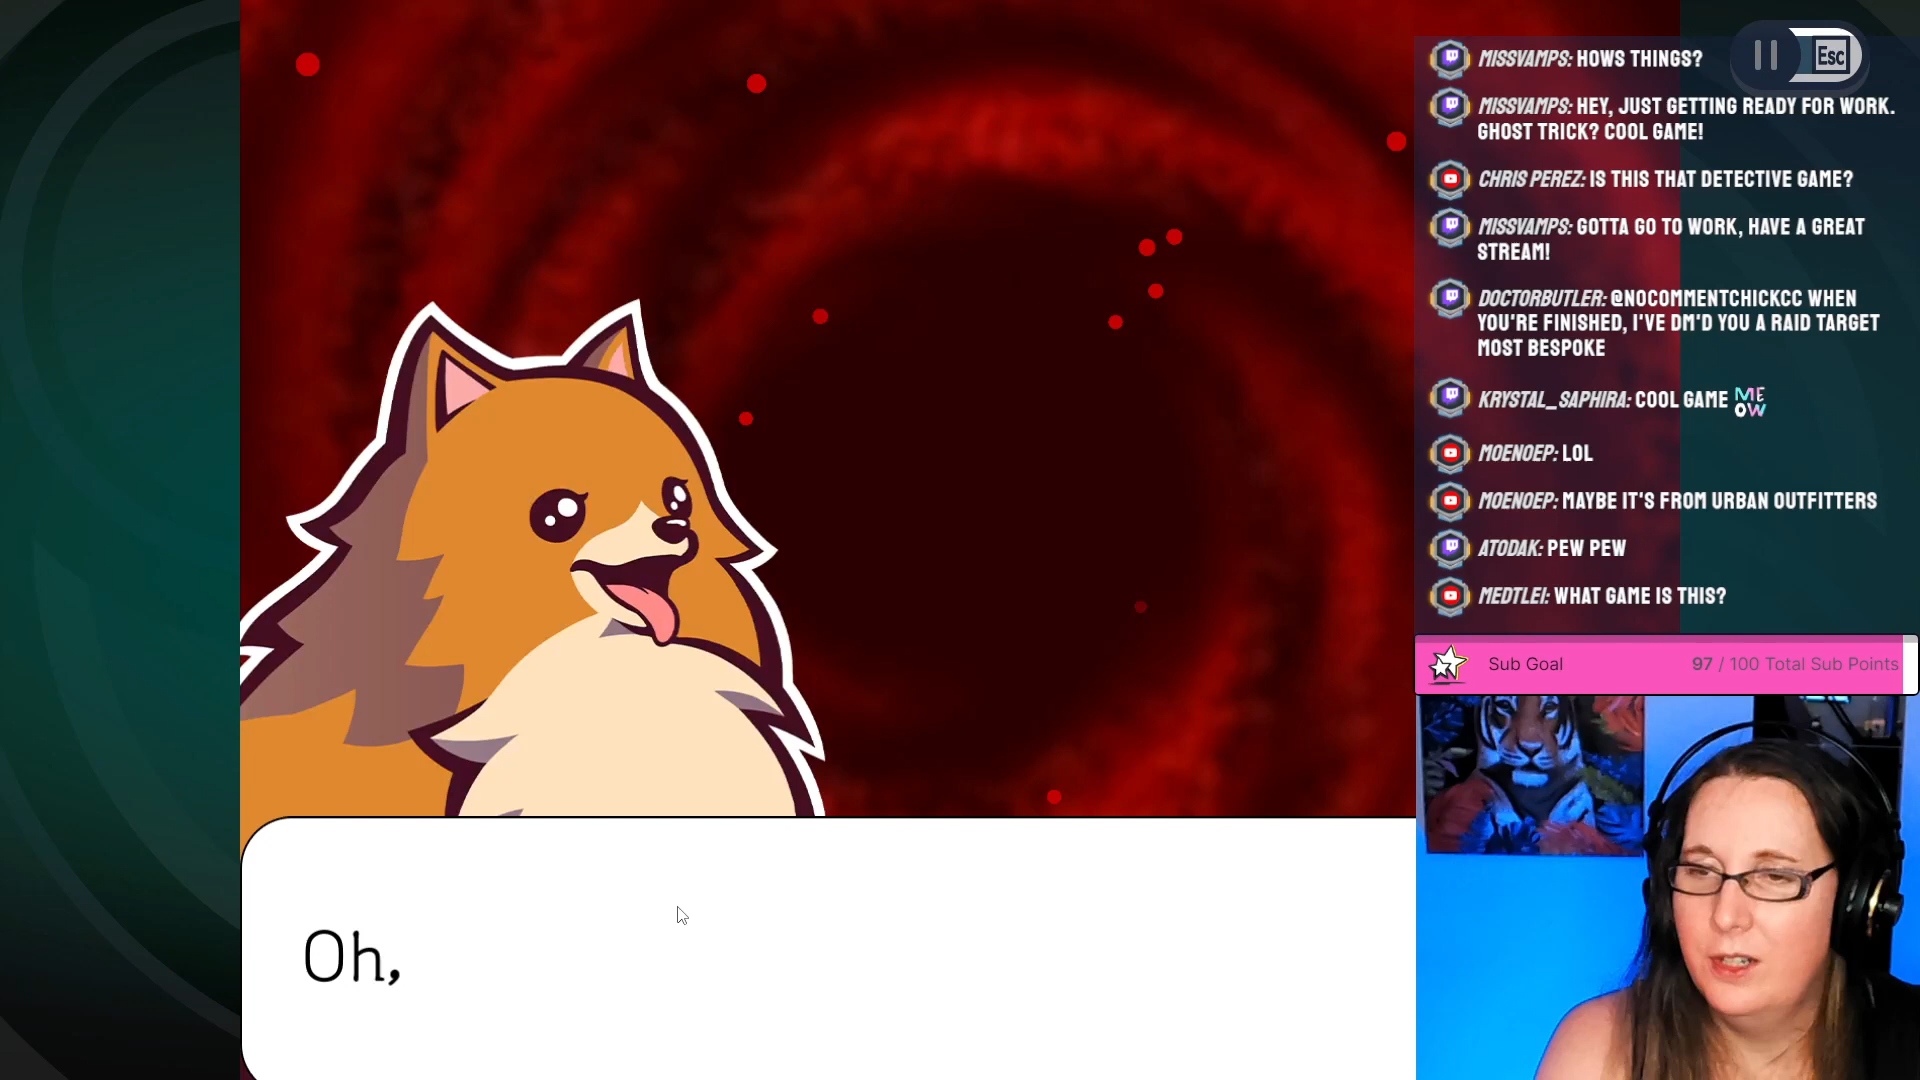 Esc
MISSVAMPS: HOWS THINGS?
MISSVAMPS: HEY, JUST GETTING READY FOR WORK.
GHOST TRICK? COOL GAME!
CHRIS PEREZ: IS THIS THAT DETECTIVE GAME?
MISSVAMPS: GOTTA GO TO WORK, HAVE A GREAT
STREAM!
DOCTORBUTLER: @NOCOMMENTCHICKCC WHEN
YOU'RE FINISHED, I'VE DM'D YOU A RAID TARGET
MOST BESPOKE
KRYSTAL_SAPHIRA: COOL GAME MEOW
MOENOEP: LOL
MOENOEP: MAYBE IT'S FROM URBAN OUTFITTERS
ATODAK: PEW PEW
MEDTLEI: WHAT GAME IS THIS?
Sub Goal 97 / 100 Total Sub Points
Oh,